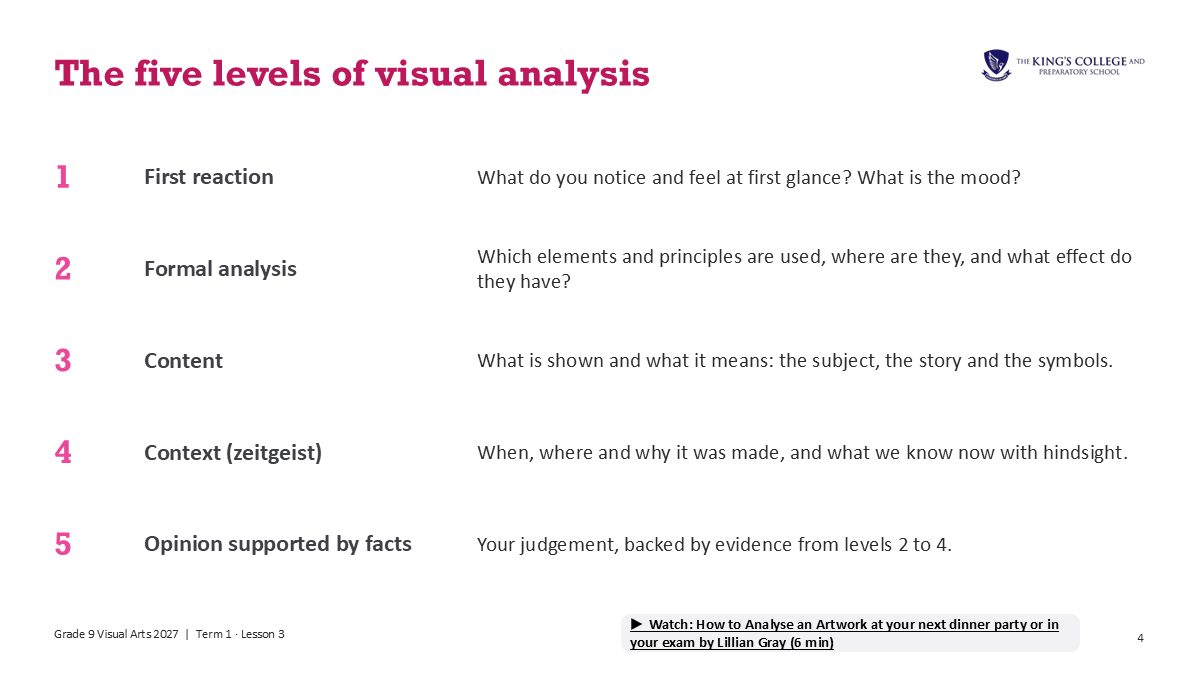 The five levels of visual analysis
THE KING'S COLLEGE AND
PREPARATORY SCHOOL
1
First reaction
What do you notice and feel at first glance? What is the mood?
2
Formal analysis
Which elements and principles are used, where are they, and what effect do
they have?
3
Content
What is shown and what it means: the subject, the story and the symbols.
4
Context (zeitgeist)
When, where and why it was made, and what we know now with hindsight.
5
Opinion supported by facts
Your judgement, backed by evidence from levels 2 to 4.
Grade 9 Visual Arts 2027 | Term 1 · Lesson 3
▶ Watch: How to Analyse an Artwork at your next dinner party or in
your exam by Lillian Gray (6 min)
4